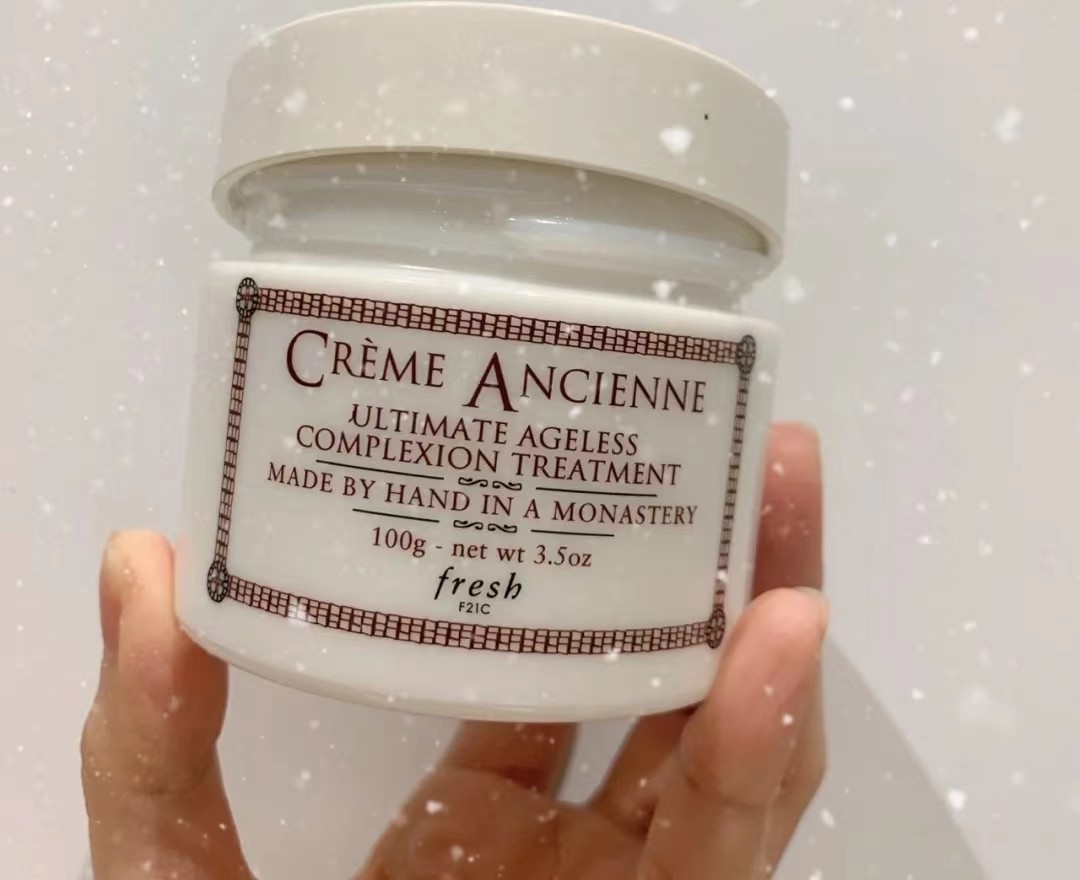 CRÈME ANCIENNE
ULTIMATE AGELESS
COMPLEXION TREATMENT
MADE BY HAND IN A MONASTERY
100g - net wt 3.5oz
fresh
F21C